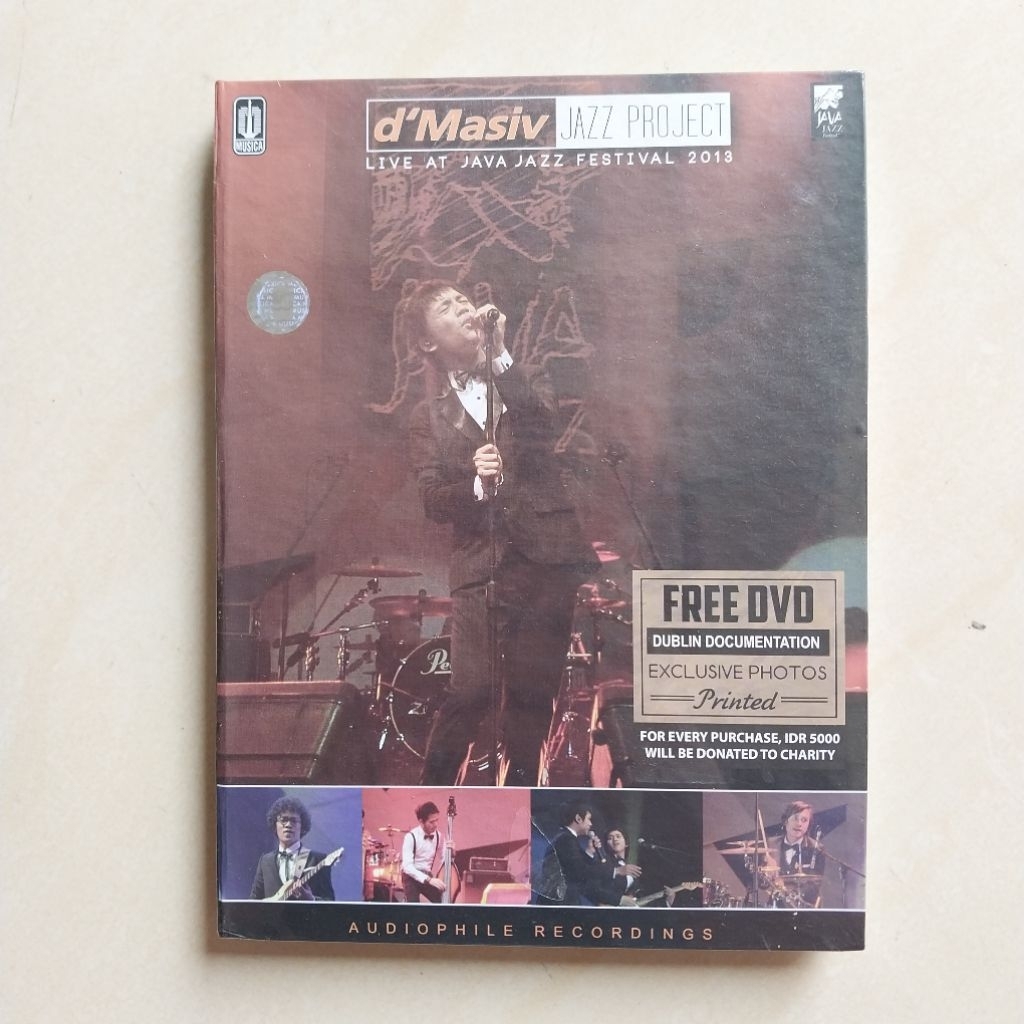 MUSICA
d'Masiv JAZZ PROJECT
LIVE AT JAVA JAZZ FESTIVAL 2013
JAVA
JAZZ
FREE DVD
DUBLIN DOCUMENTATION
EXCLUSIVE PHOTOS
Printed
FOR EVERY PURCHASE, IDR 5000
WILL BE DONATED TO CHARITY
AUDIOPHILE RECORDINGS